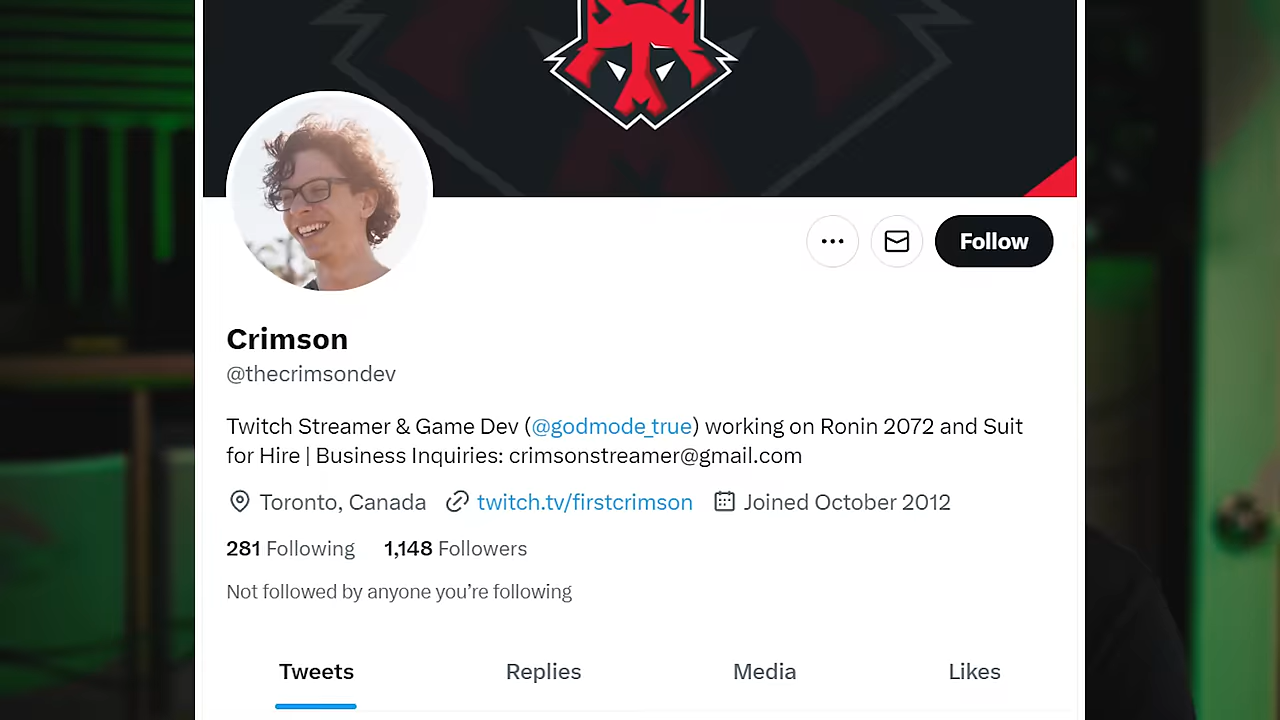 Follow
Crimson
@thecrimsondev
Twitch Streamer & Game Dev (@godmode_true) working on Ronin 2072 and Suit
for Hire | Business Inquiries: crimsonstreamer@gmail.com
Toronto, Canada twitch.tv/firstcrimson Joined October 2012
281 Following 1,148 Followers
Not followed by anyone you’re following
Tweets Replies Media Likes